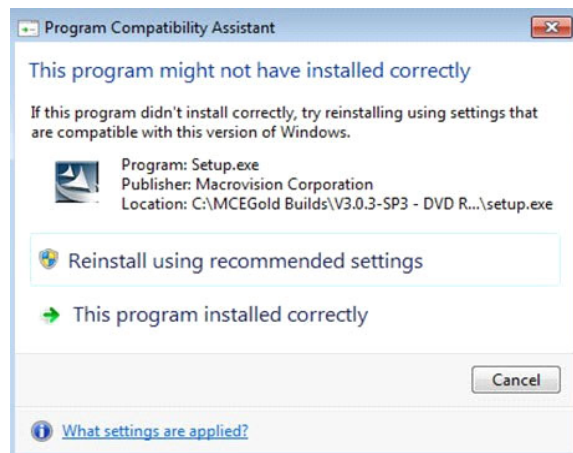 Program Compatibility Assistant
This program might not have installed correctly
If this program didn't install correctly, try reinstalling using settings that
are compatible with this version of Windows.
Program: Setup.exe
Publisher: Macrovision Corporation
Location: C:\MCEGold Builds\V3.0.3-SP3 - DVD R...\setup.exe
Reinstall using recommended settings
This program installed correctly
Cancel
What settings are applied?